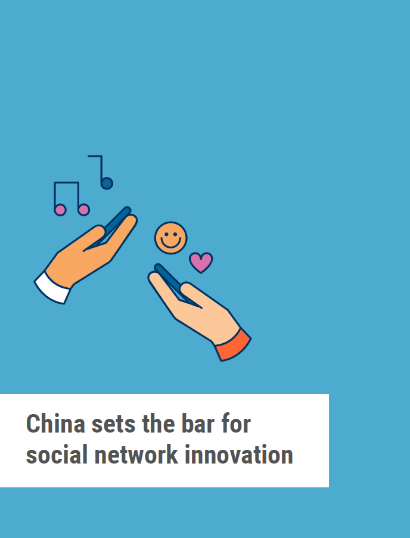 China sets the bar for
social network innovation